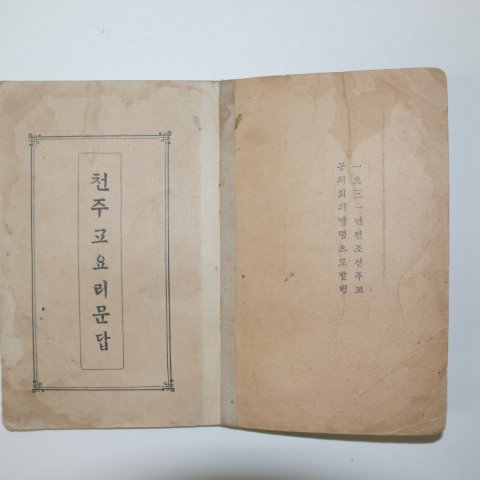 一九三一년전조선주교
공의회의명령으로발행
천주교요리문답